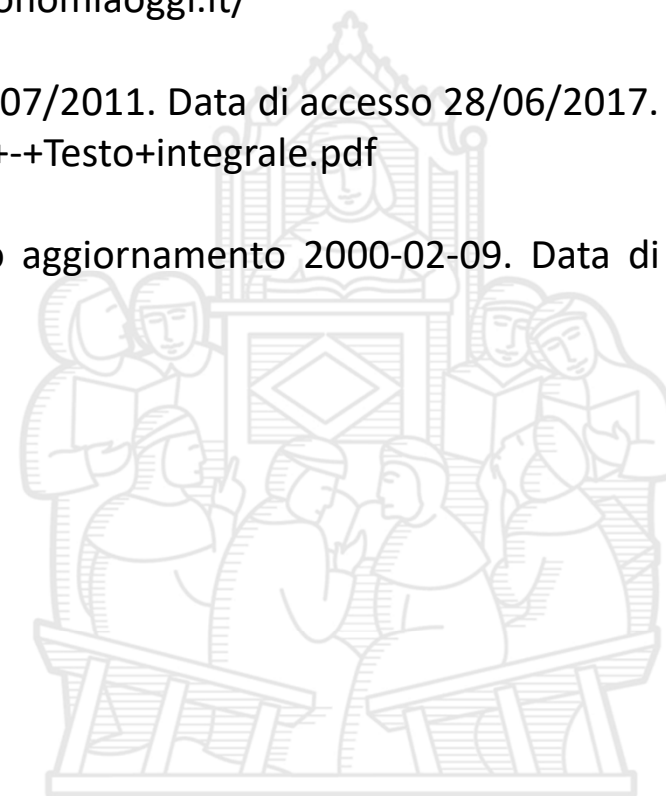 onomiaoggi.it/
07/2011. Data di accesso 28/06/2017.
+-+Testo+integrale.pdf
aggiornamento 2000-02-09. Data di